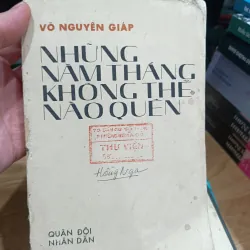 VÕ NGUYÊN GIÁP
NHỮNG
NĂM THÁNG
KHÔNG THỂ
NÀO QUÊN
THƯ VIỆN
QUÂN ĐỘI
NHÂN DÂN